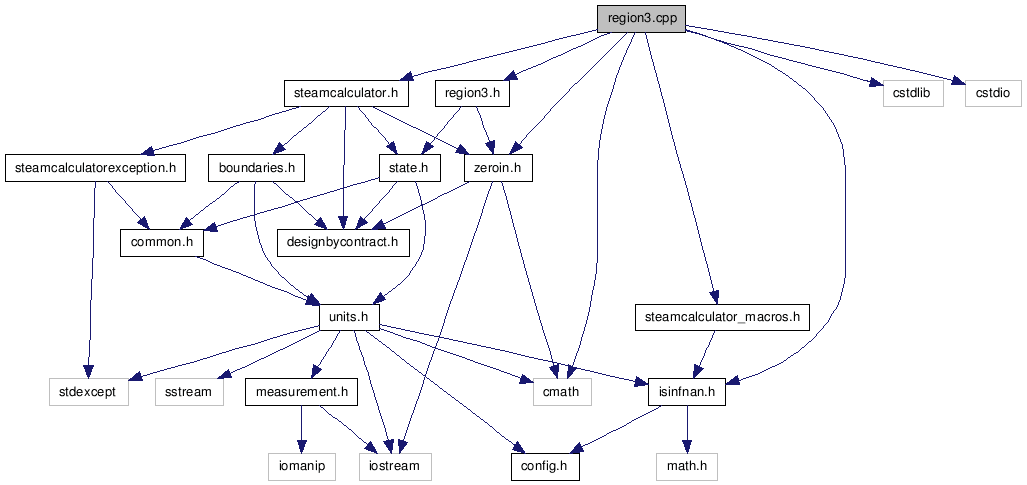 region3.cpp
steamcalculator.h
region3.h
cstdlib
cstdio
steamcalculatorexception.h
boundaries.h
state.h
zeroin.h
common.h
designbycontract.h
units.h
steamcalculator_macros.h
stdexcept
sstream
measurement.h
cmath
isinfnan.h
iomanip
iostream
config.h
math.h